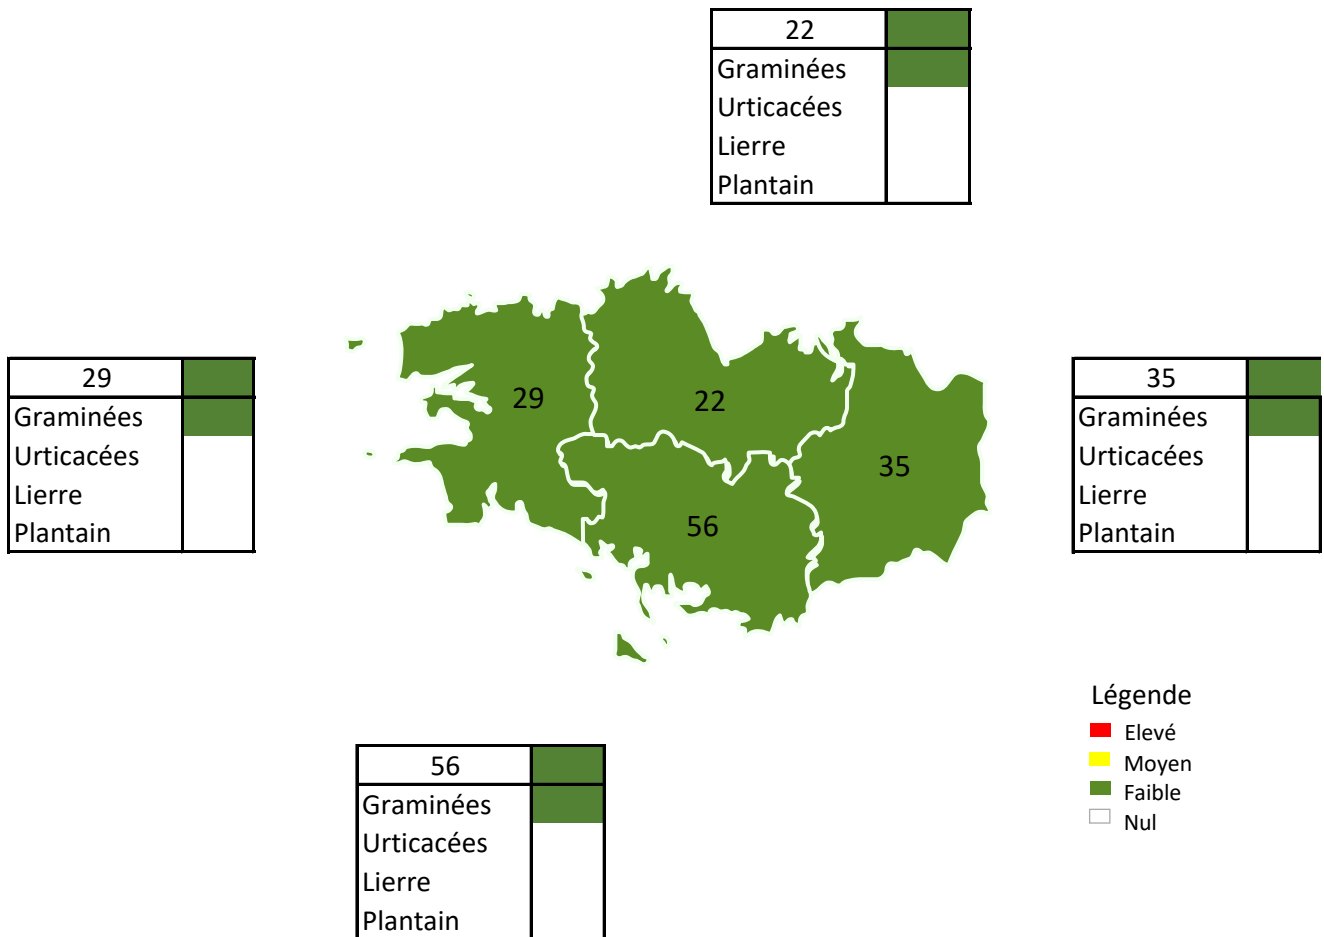 22
Graminées
Urticacées
Lierre
Plantain
29
Graminées
Urticacées
Lierre
Plantain
29
22
35
56
35
Graminées
Urticacées
Lierre
Plantain
56
Graminées
Urticacées
Lierre
Plantain
Légende
Elevé
Moyen
Faible
Nul